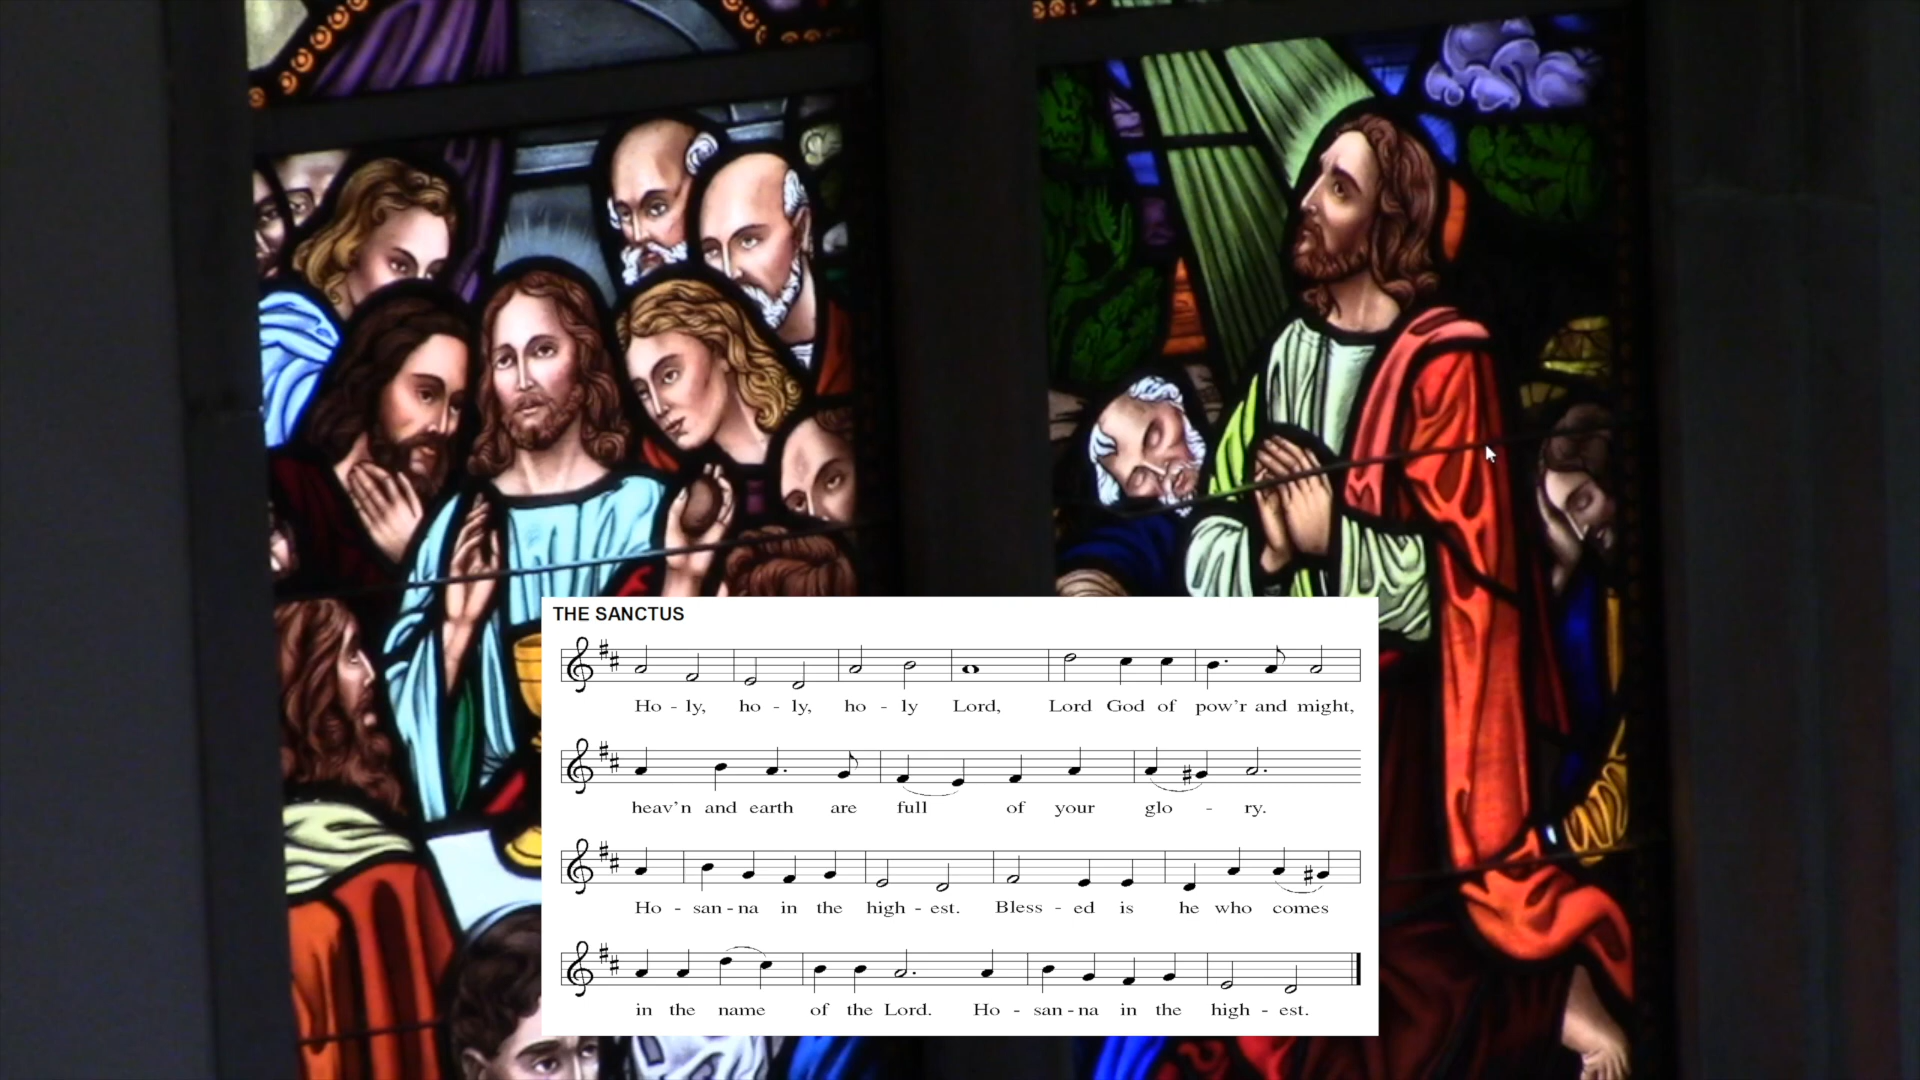 THE SANCTUS
Ho - ly, ho - ly, ho - ly Lord, Lord God of pow'r and might,
heav'n and earth are full of your glo - ry.
Ho - san - na in the high - est. Bless - ed is he who comes
in the name of the Lord. Ho - san - na in the high - est.